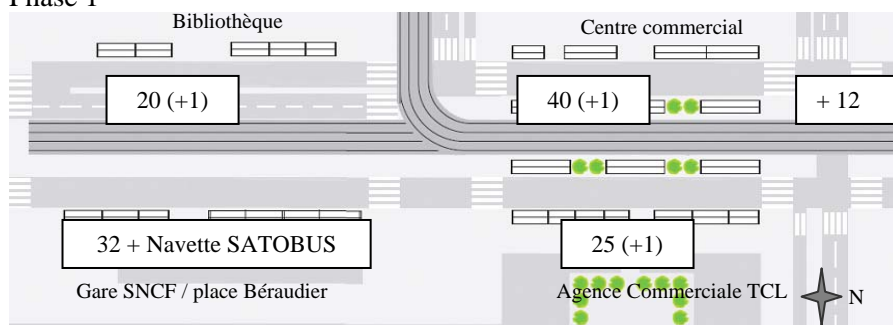 Phase 1
Bibliothèque
Centre commercial
20 (+1)
40 (+1)
+ 12
32 + Navette SATOBUS
25 (+1)
Gare SNCF / place Béraudier
Agence Commerciale TCL
N